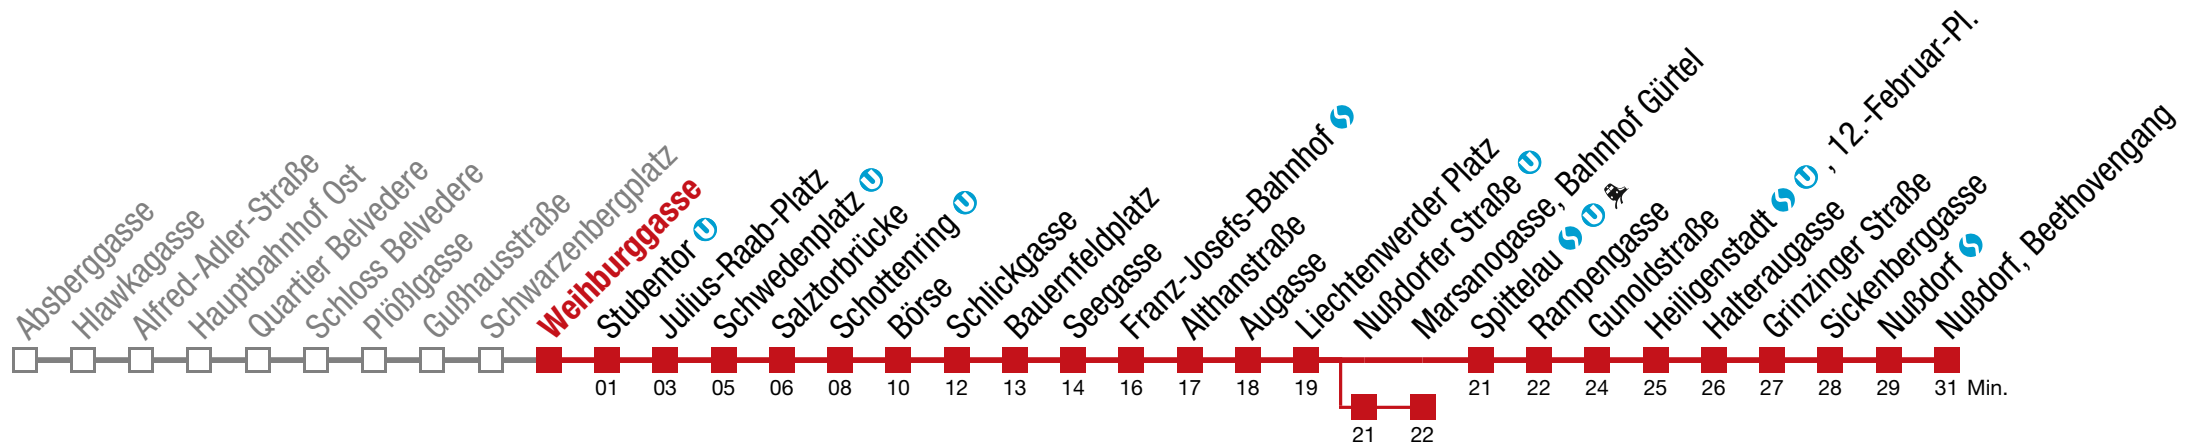 Absberggasse
Hlawkagasse
Alfred-Adler-Straße
Hauptbahnhof Ost
Quartier Belvedere
Schloss Belvedere
Plößlgasse
Gußhausstraße
Schwarzenbergplatz
Weihburggasse
Stubentor U
Julius-Raab-Platz
Schwedenplatz U
Salztorbrücke
Schottenring U
Börse
Schlickgasse
Bauernfeldplatz
Seegasse
Franz-Josefs-Bahnhof S
Althanstraße
Augasse
Liechtenwerder Platz
Nußdorfer Straße U
Marsanogasse, Bahnhof Gürtel
Spittelau S U
Rampengasse
Gunoldstraße
Heiligenstadt S U , 12.-Februar-Pl.
Halteraugasse
Grinzinger Straße
Sickenberggasse
Nußdorf S
Nußdorf, Beethovengang
01 03 05 06 08 10 12 13 14 16 17 18 19 21 22 24 25 26 27 28 29 31 Min.
21 22